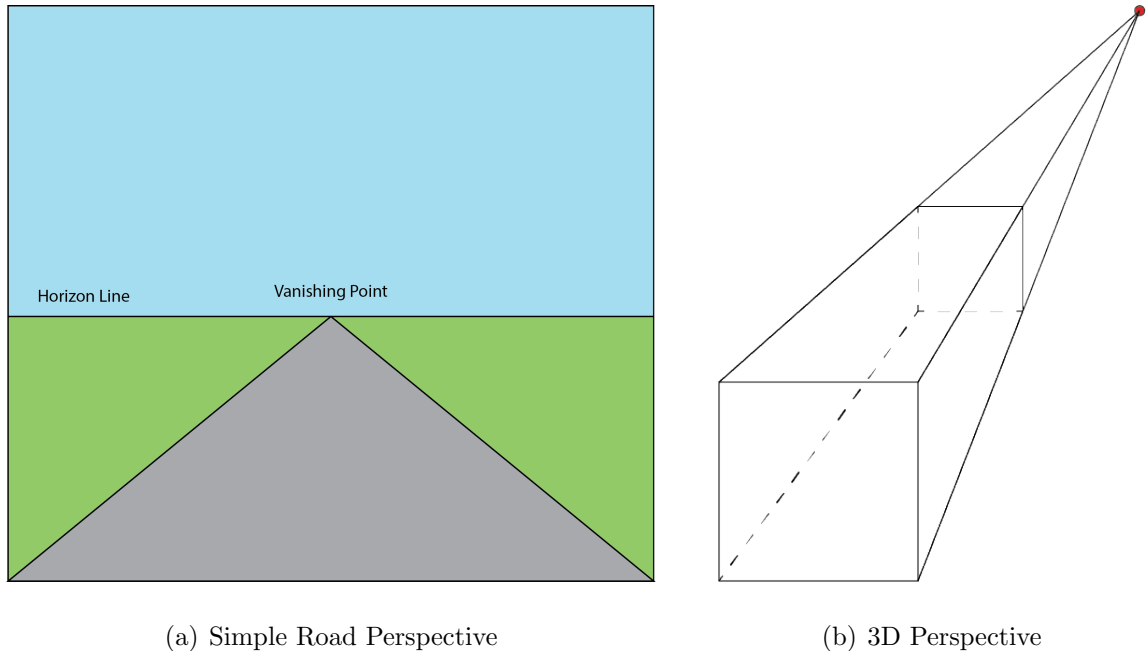 Horizon Line
Vanishing Point
(a) Simple Road Perspective
(b) 3D Perspective